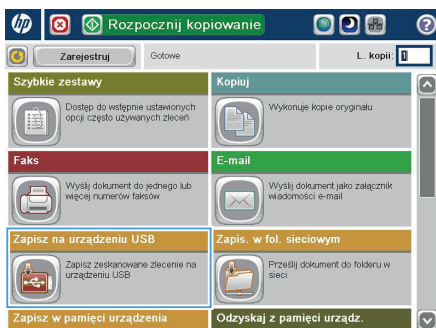 hp
Rozpocznij kopiowanie
?
Zarejestruj
Gotowe
L. kopii: 1
Szybkie zestawy
Dostęp do wstępnie ustawionych
opcji często używanych zleceń
Kopiuj
Wykonuje kopie oryginału
Faks
Wyślij dokument do jednego lub
więcej numerów faksów
E-mail
Wyślij dokument jako załącznik
wiadomości e-mail
Zapisz na urządzeniu USB
Zapisz zeskanowane zlecenie na
urządzeniu USB
Zapis. w fol. sieciowym
Prześlij dokument do folderu w
sieci
Zapisz w pamięci urządzenia
Odzyskaj z pamięci urządz.